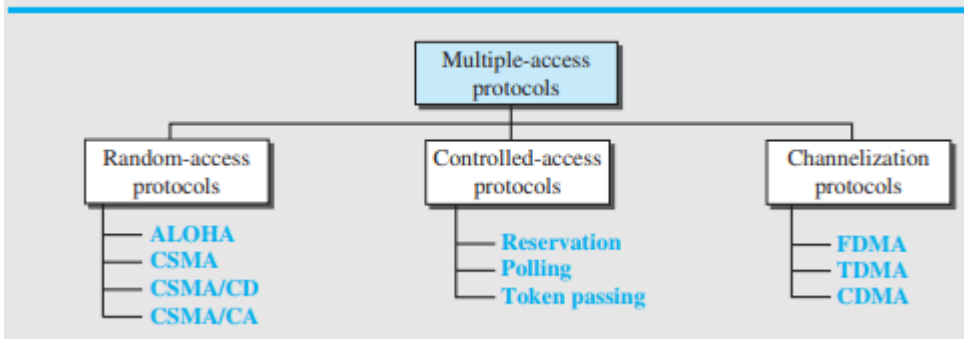 Multiple-access
protocols
Random-access
protocols
Controlled-access
protocols
Channelization
protocols
ALOHA
CSMA
CSMA/CD
CSMA/CA
Reservation
Polling
Token passing
FDMA
TDMA
CDMA